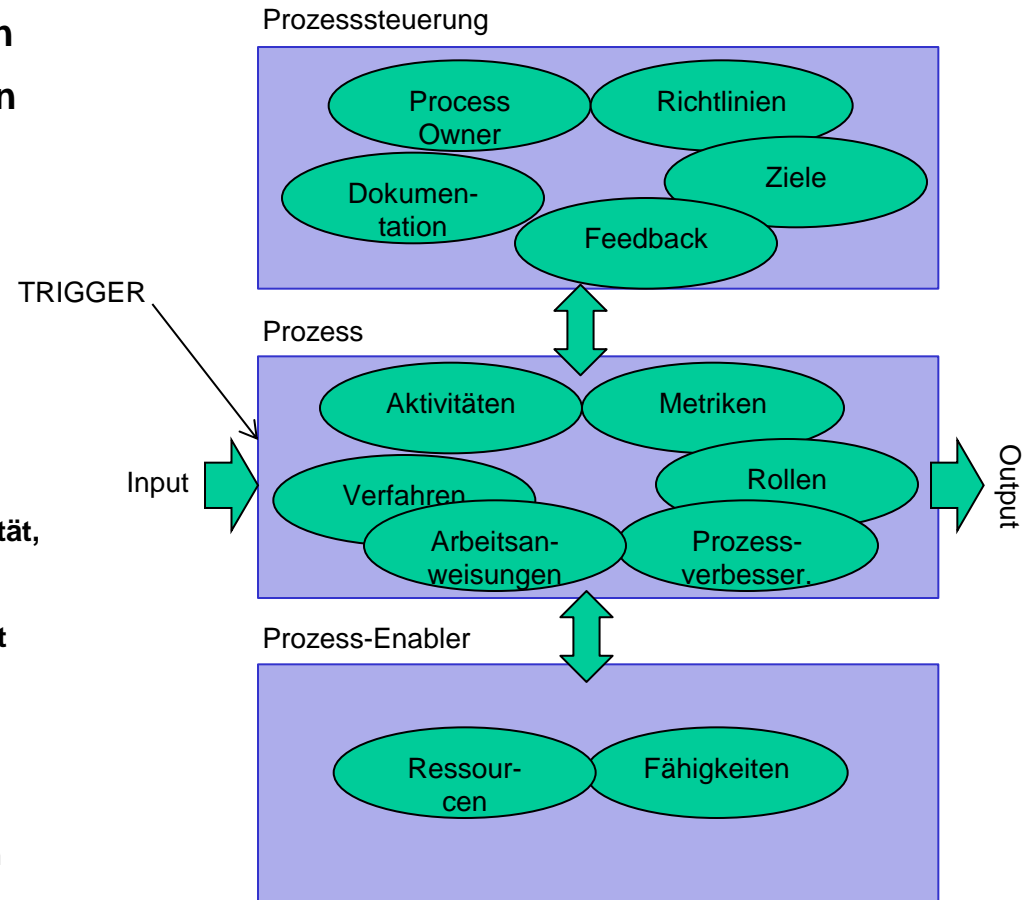 Prozesssteuerung
Process
Owner
Richtlinien
Dokumen-
tation
Ziele
Feedback
TRIGGER
Prozess
Aktivitäten
Metriken
Input
Verfahren
Rollen
Output
Arbeitsan-
weisungen
Prozess-
verbesser.
tät,
t
Prozess-Enabler
Ressour-
cen
Fähigkeiten